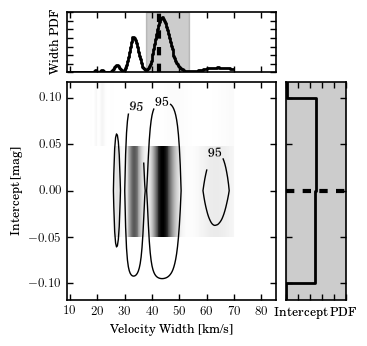 Width PDF
95
95
95
0.10
0.05
0.00
−0.05
−0.10
Intercept [mag]
10 20 30 40 50 60 70 80
Velocity Width [km/s]
Intercept PDF